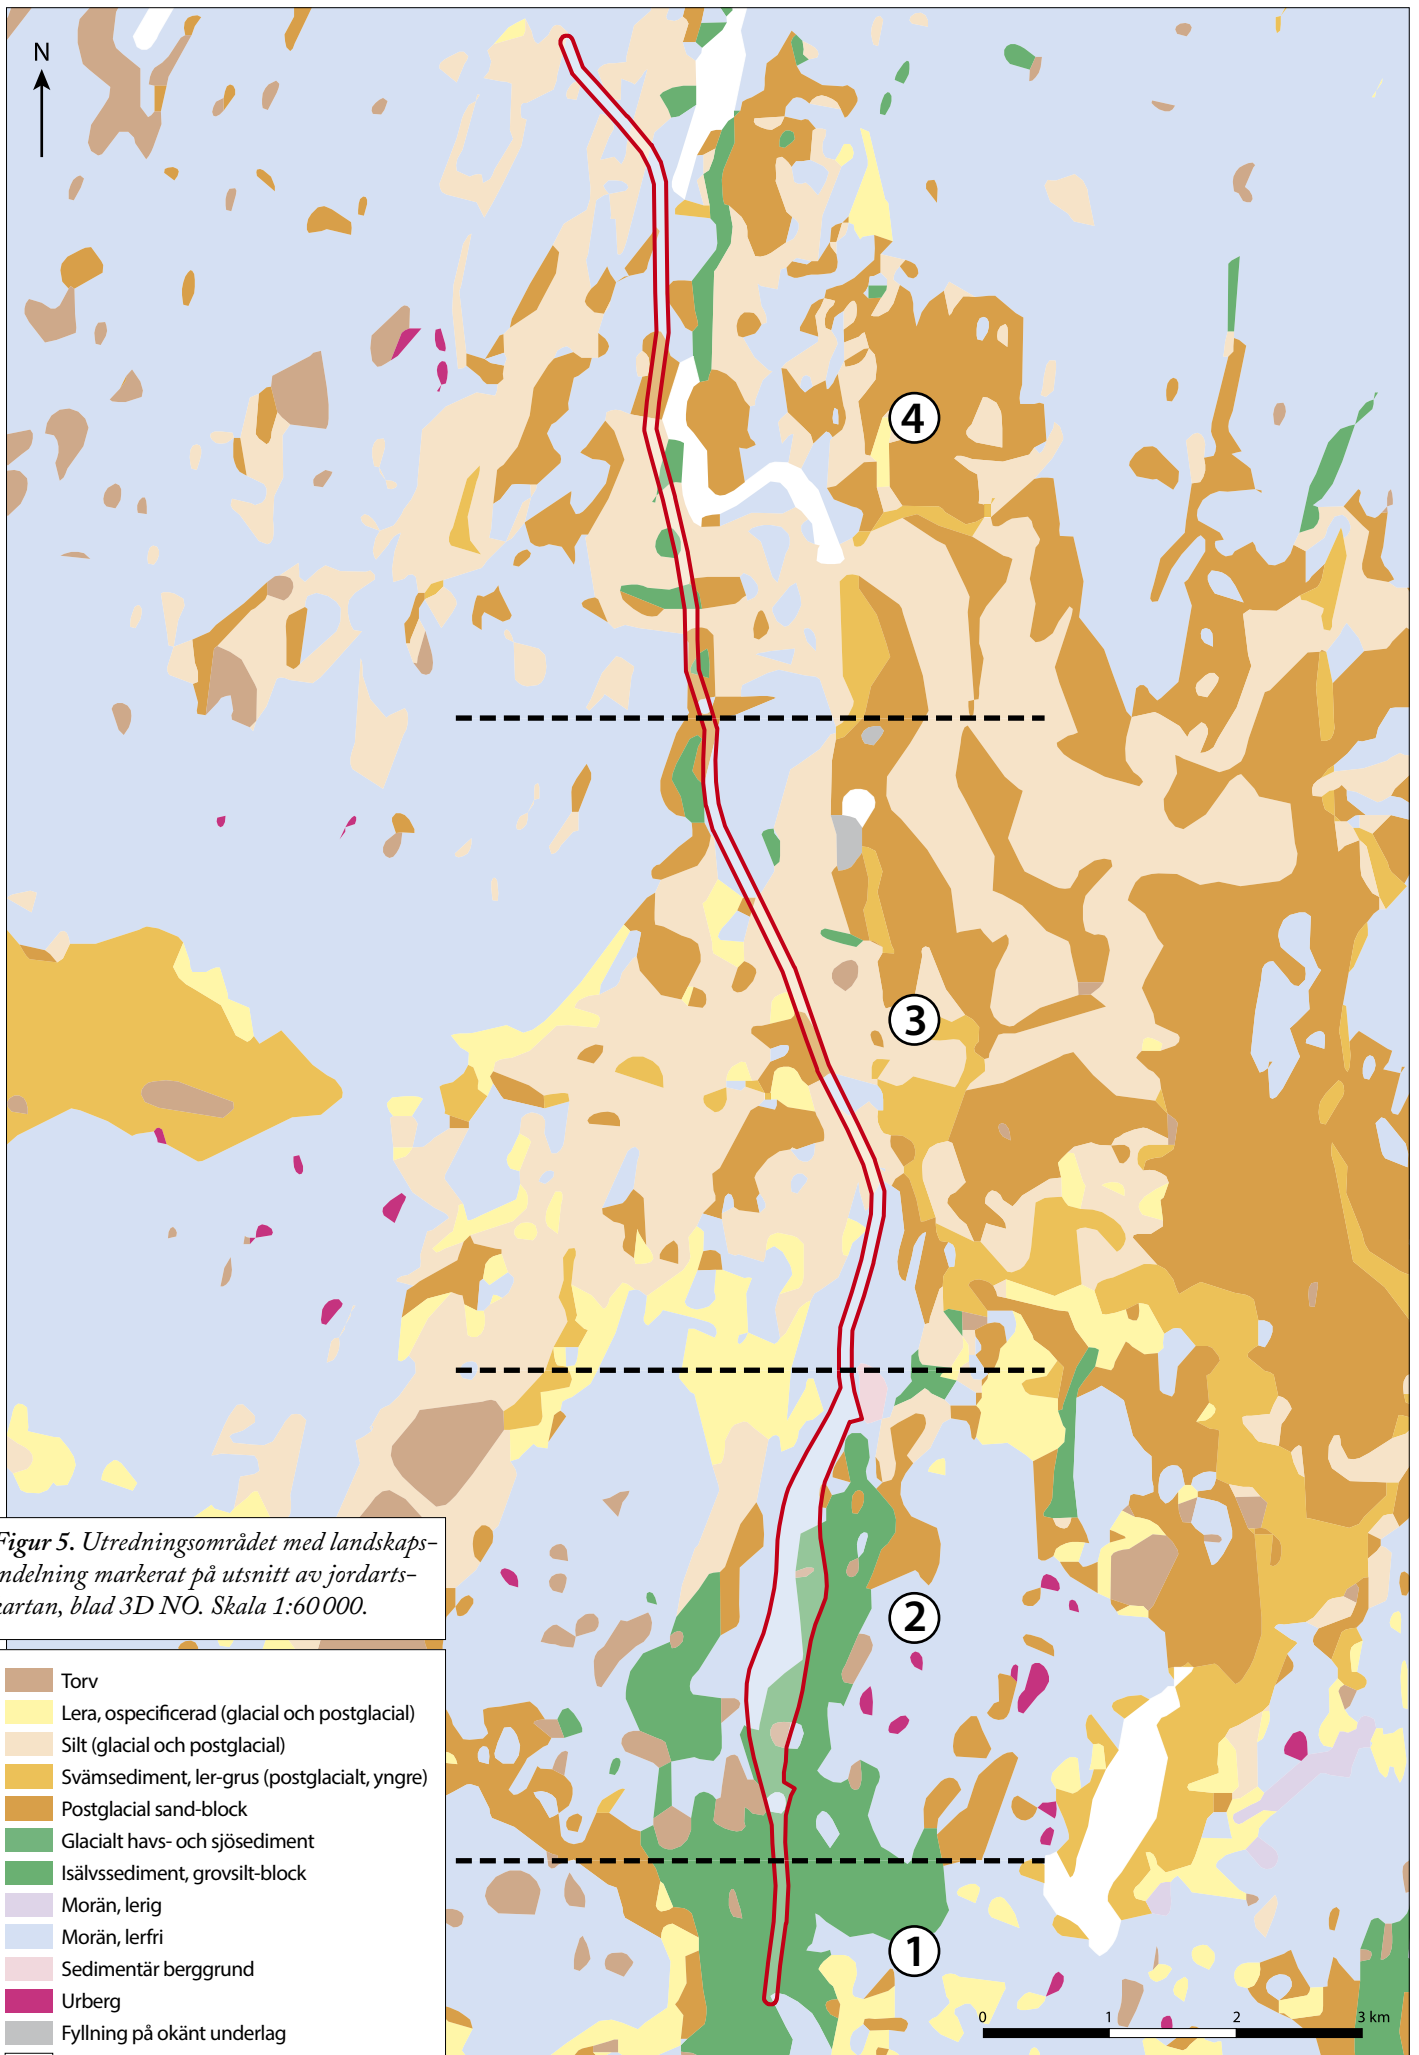 N
4
3
2
1
Figur 5. Utredningsområdet med landskaps-
indelning markerat på utsnitt av jordarts-
kartan, blad 3D NO. Skala 1:60 000.
Torv
Lera, ospecificerad (glacial och postglacial)
Silt (glacial och postglacial)
Svämsediment, ler-grus (postglacialt, yngre)
Postglacial sand-block
Glacialt havs- och sjösediment
Isälvssediment, grovsilt-block
Morän, lerig
Morän, lerfri
Sedimentär berggrund
Urberg
Fyllning på okänt underlag
0 1 2 3 km